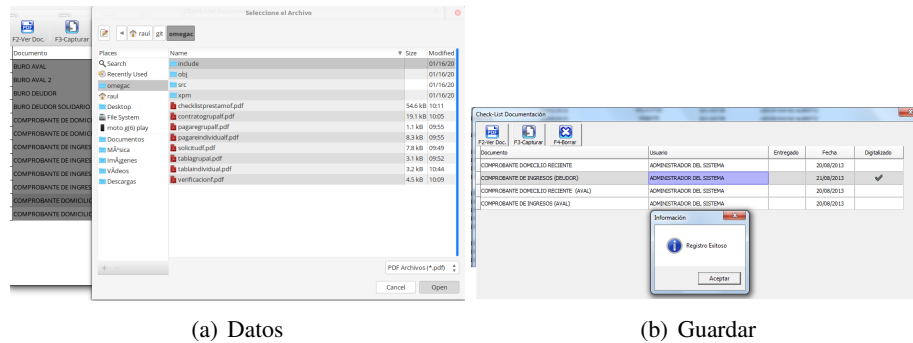 Seleccione el Archivo
PDF
F2-Ver Doc. F3-Capturar
raul git omegac
Documento
BURO AVAL
BURO AVAL 2
BURO DEUDOR
BURO DEUDOR SOLIDARIO
COMPROBANTE DE DOMIC
COMPROBANTE DE DOMIC
COMPROBANTE DE INGRES
COMPROBANTE DE INGRES
COMPROBANTE DE INGRES
COMPROBANTE DOMICILIO
COMPROBANTE DOMICILIO
Places
Search
Recently Used
omegac
raul
Desktop
File System
moto g(6) play
Documentos
MÃºsica
ImÃ¡genes
VÃ­deos
Descargas
Name Size Modified
include 01/16/20
obj 01/16/20
src 01/16/20
xpm 01/16/20
checklistprestamof.pdf 54.6 kB 10:11
contratogrupalf.pdf 19.1 kB 10:05
pagaregrupalf.pdf 1.1 kB 09:55
pagareindividualf.pdf 8.3 kB 09:55
solicitudf.pdf 7.8 kB 09:49
tablagrupal.pdf 3.1 kB 09:52
tablaindividual.pdf 3.2 kB 10:44
verificacionf.pdf 4.5 kB 10:09
PDF Archivos (*.pdf)
Cancel Open
(a) Datos
Check-List Documentación
PDF
F2-Ver Doc. F3-Capturar F4-Borrar
Documento Usuario Entregado Fecha Digitalizado
COMPROBANTE DOMICILIO RECIENTE ADMINISTRADOR DEL SISTEMA 20/08/2013
COMPROBANTE DE INGRESOS (DEUDOR) ADMINISTRADOR DEL SISTEMA 21/08/2013
COMPROBANTE DOMICILIO RECIENTE (AVAL) ADMINISTRADOR DEL SISTEMA 20/08/2013
COMPROBANTE DE INGRESOS (AVAL) ADMINISTRADOR DEL SISTEMA 20/08/2013
Información
Registro Exitoso
Aceptar
(b) Guardar